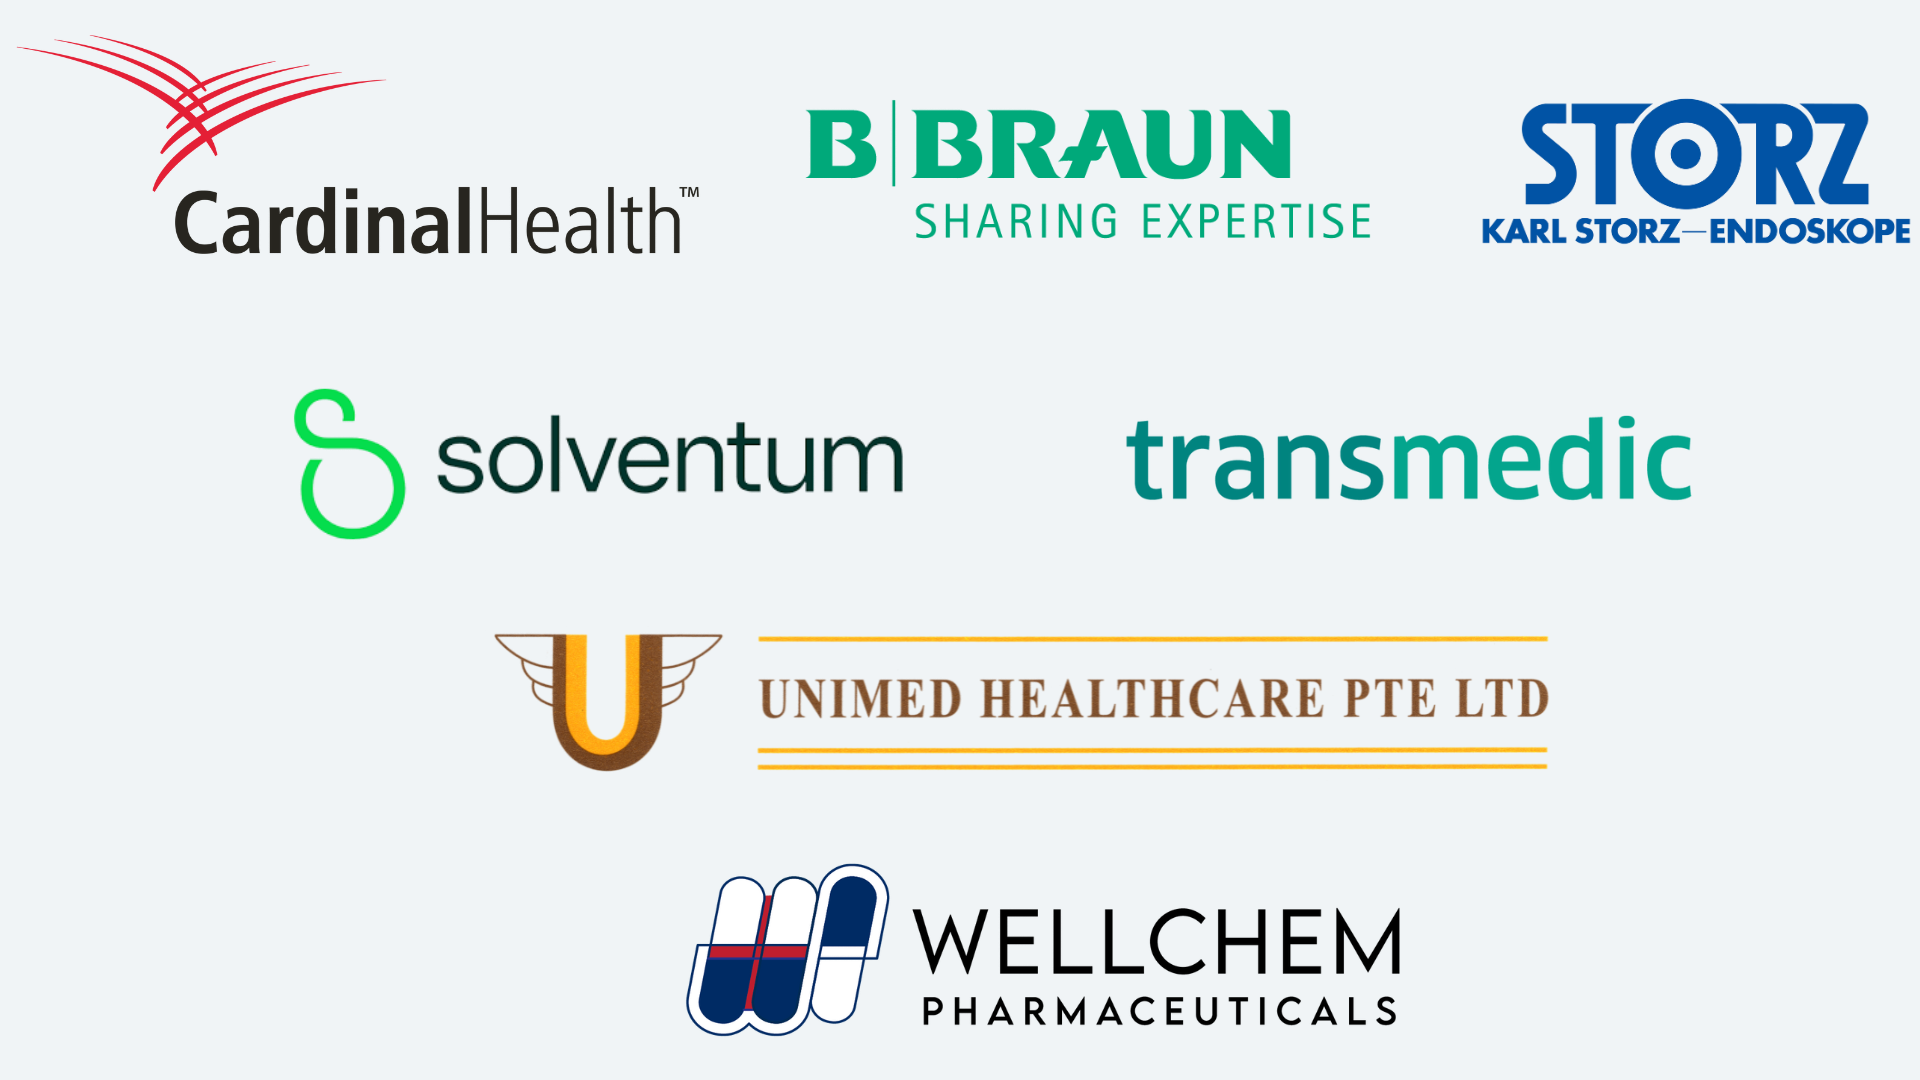 CardinalHealth™
B BRAUN
SHARING EXPERTISE
STORZ
KARL STORZ—ENDOSKOPE
solventum
transmedic
U
UNIMED HEALTHCARE PTE LTD
WELLCHEM
PHARMACEUTICALS